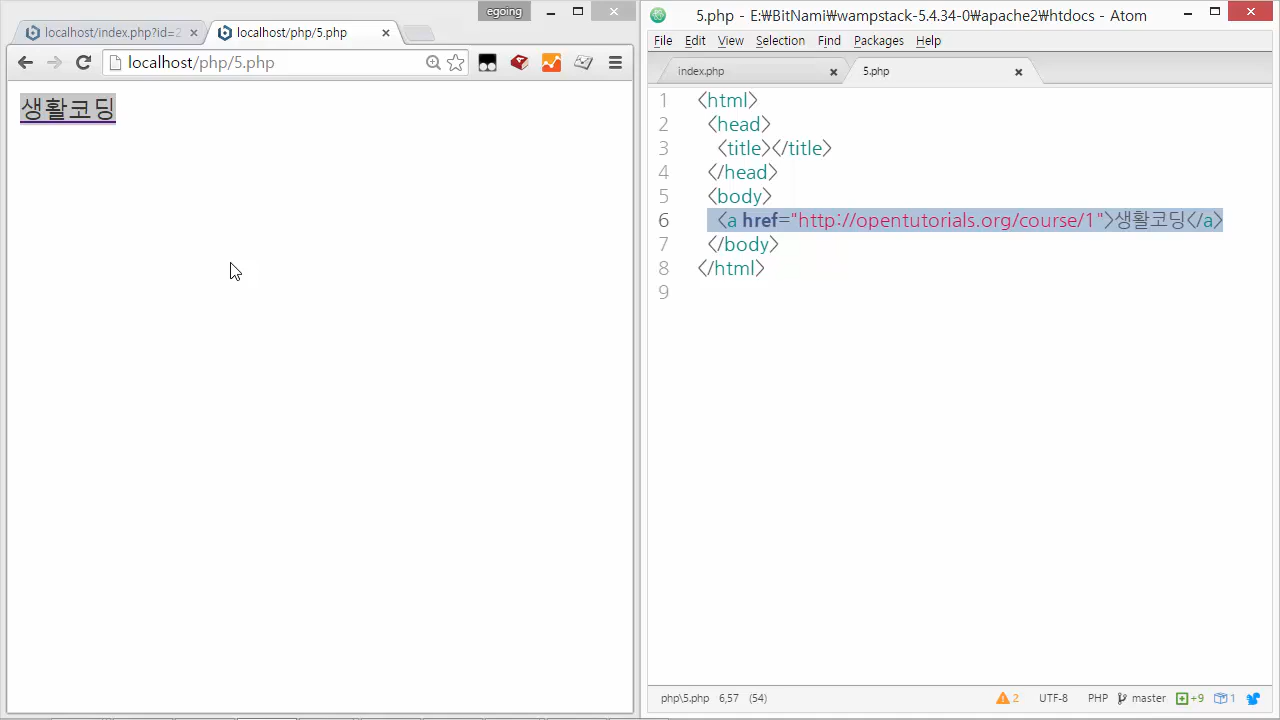 egoing
localhost/index.php?id=2
localhost/php/5.php
localhost/php/5.php
생활코딩
5.php - E:₩BitNami₩wampstack-5.4.34-0₩apache2₩htdocs - Atom
File Edit View Selection Find Packages Help
index.php
5.php
1 <html>
2 <head>
3 <title></title>
4 </head>
5 <body>
6 <a href="http://opentutorials.org/course/1">생활코딩</a>
7 </body>
8 </html>
9
php\5.php 6,57 (54) 2 UTF-8 PHP master +9 1